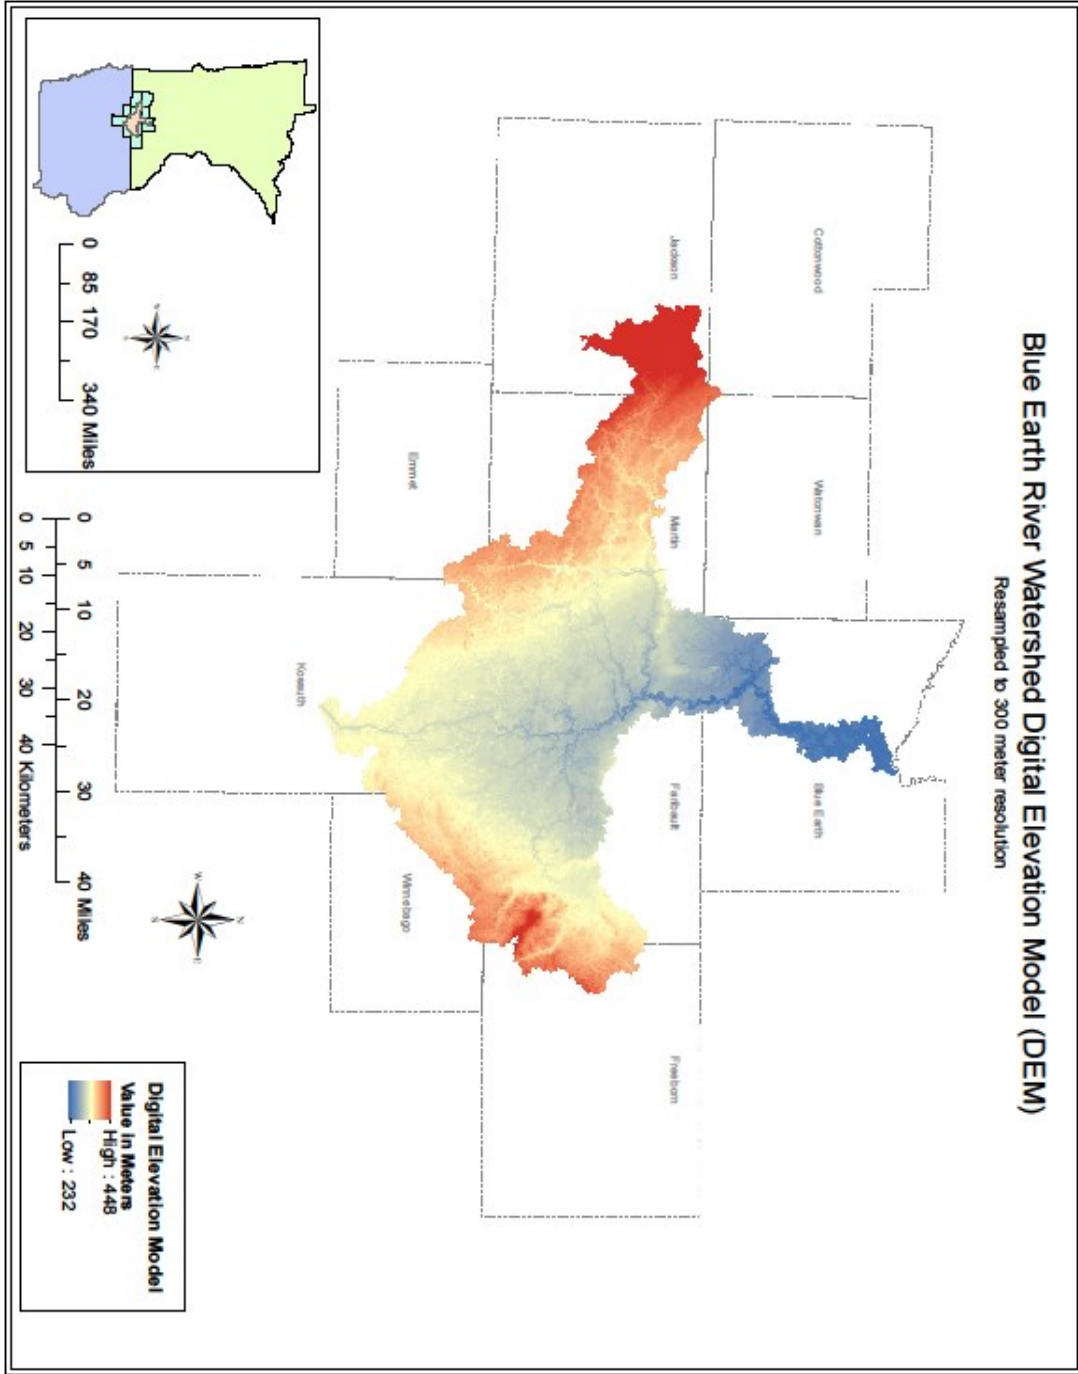 Blue Earth River Watershed Digital Elevation Model (DEM)
Resampled to 300 meter resolution
Cottonwood
Watonwan
Blue Earth
Jackson
Martin
Faribault
Freeborn
Emmet
Kossuth
Winnebago
0 85 170 340 Miles
0 5 10 20 30 40 Miles
0 5 10 20 30 40 Kilometers
N
W
E
Digital Elevation Model
Value in Meters
High : 448
Low : 232